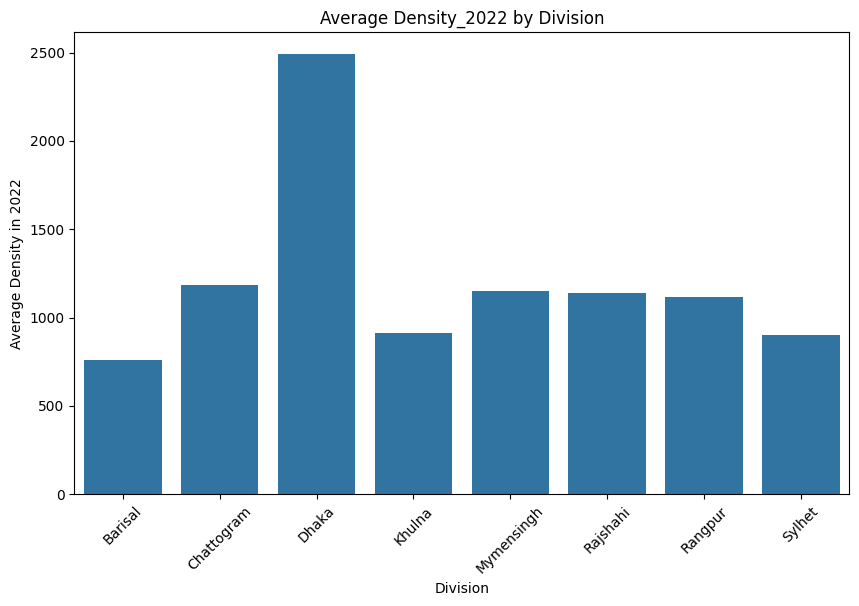 Average Density_2022 by Division
Average Density in 2022
2500
2000
1500
1000
500
0
Barisal
Chattogram
Dhaka
Khulna
Mymensingh
Rajshahi
Rangpur
Sylhet
Division